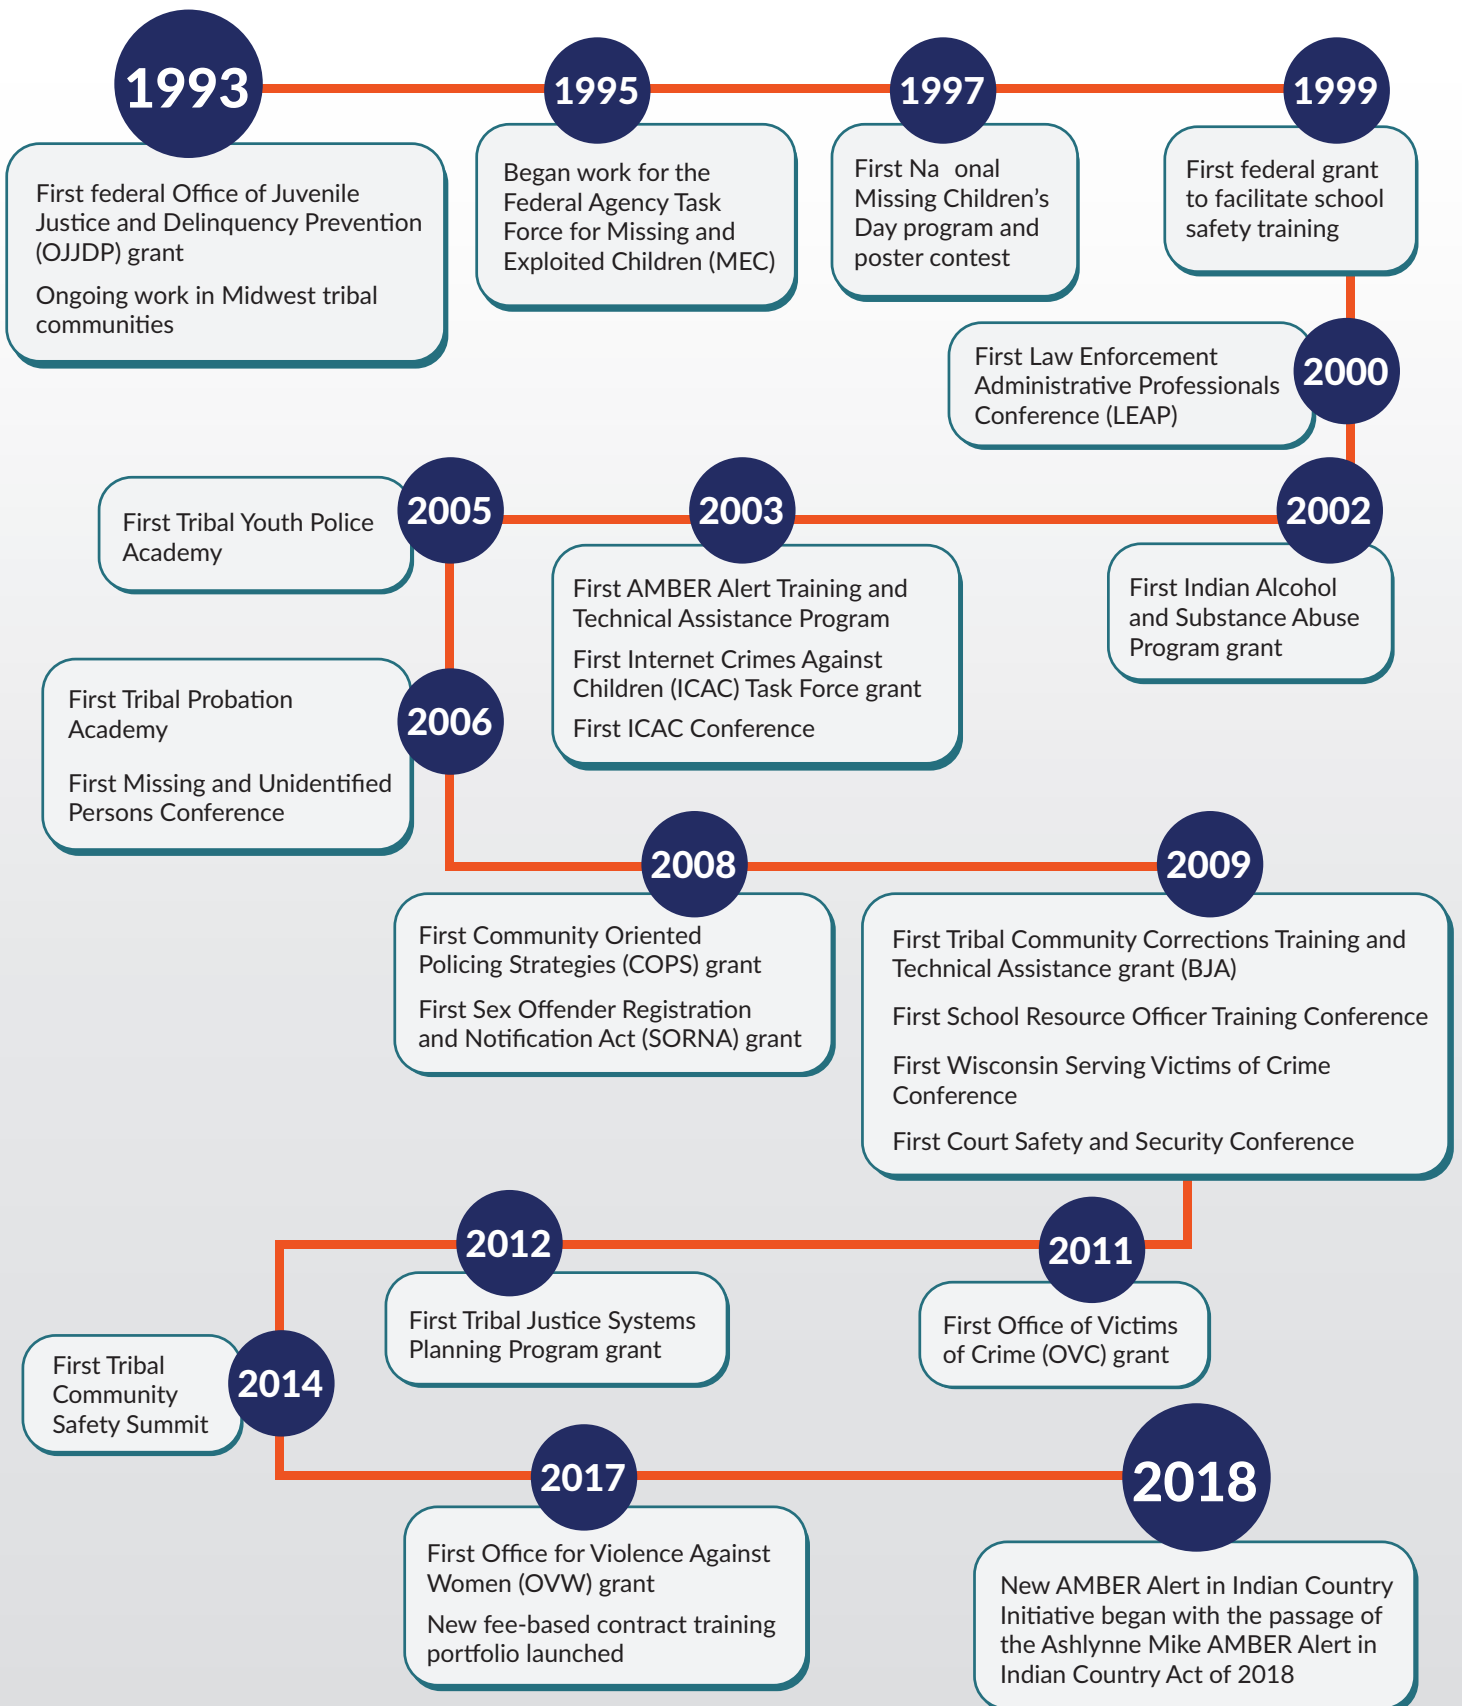 1993
First federal Office of Juvenile
Justice and Delinquency Prevention
(OJJDP) grant
Ongoing work in Midwest tribal
communities
1995
Began work for the
Federal Agency Task
Force for Missing and
Exploited Children (MEC)
1997
First Na onal
Missing Children’s
Day program and
poster contest
1999
First federal grant
to facilitate school
safety training
2000
First Law Enforcement
Administrative Professionals
Conference (LEAP)
2002
First Indian Alcohol
and Substance Abuse
Program grant
2003
First AMBER Alert Training and
Technical Assistance Program
First Internet Crimes Against
Children (ICAC) Task Force grant
First ICAC Conference
2005
First Tribal Youth Police
Academy
2006
First Tribal Probation
Academy
First Missing and Unidentified
Persons Conference
2008
First Community Oriented
Policing Strategies (COPS) grant
First Sex Offender Registration
and Notification Act (SORNA) grant
2009
First Tribal Community Corrections Training and
Technical Assistance grant (BJA)
First School Resource Officer Training Conference
First Wisconsin Serving Victims of Crime
Conference
First Court Safety and Security Conference
2011
First Office of Victims
of Crime (OVC) grant
2012
First Tribal Justice Systems
Planning Program grant
2014
First Tribal
Community
Safety Summit
2017
First Office for Violence Against
Women (OVW) grant
New fee-based contract training
portfolio launched
2018
New AMBER Alert in Indian Country
Initiative began with the passage of
the Ashlynne Mike AMBER Alert in
Indian Country Act of 2018